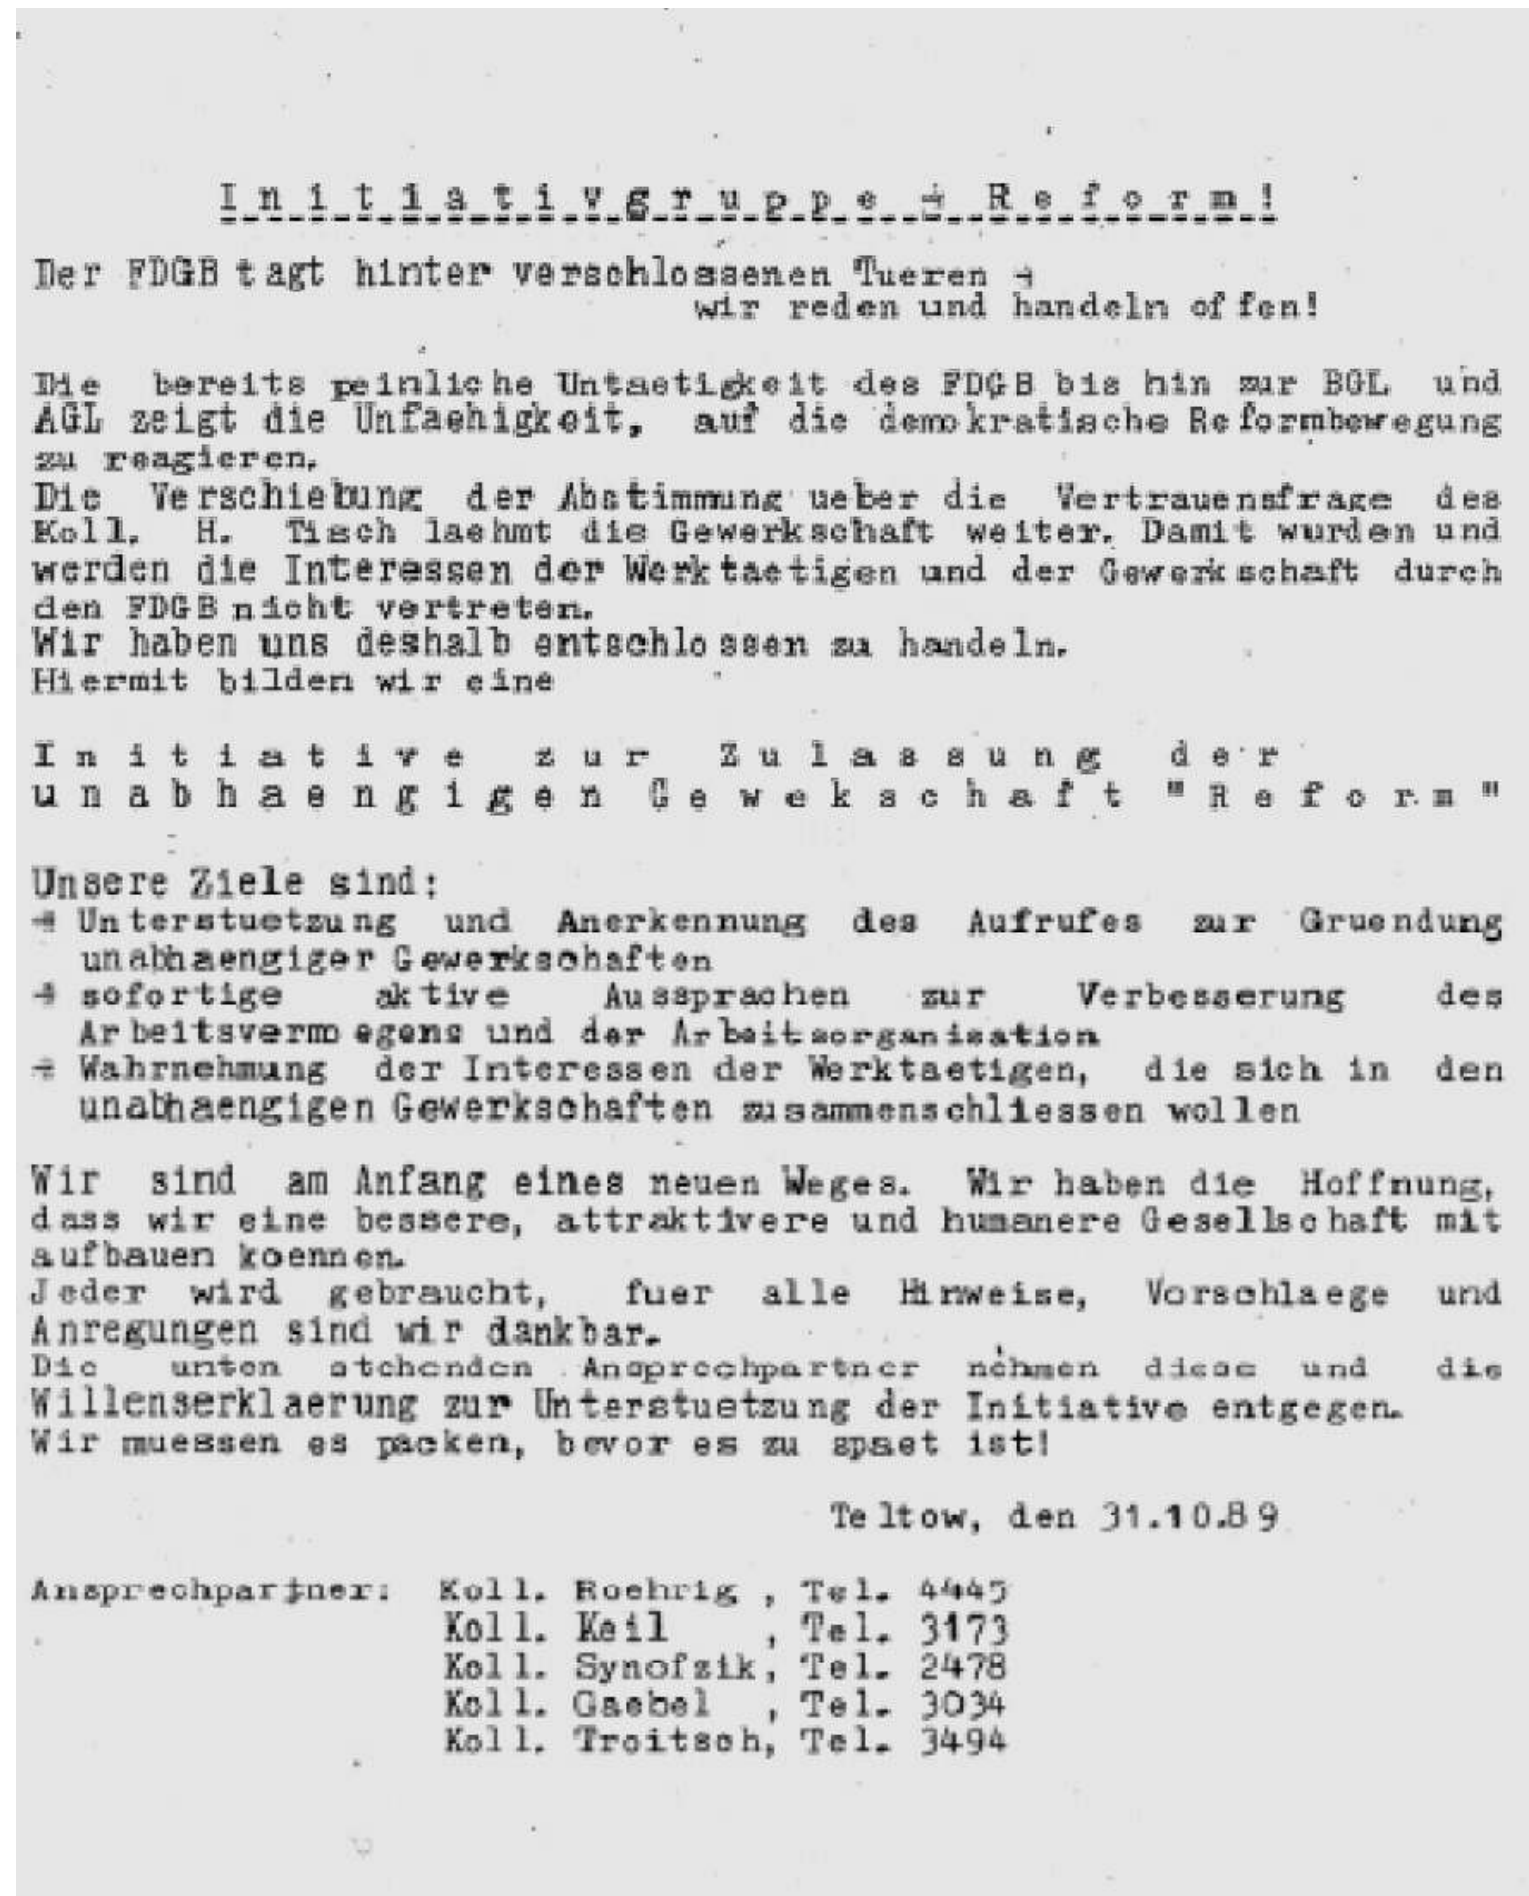 Initiativgruppe - Reform!
Der FDGB tagt hinter verschlossenen Tueren -
wir reden und handeln offen!
Die bereits peinliche Untaetigkeit des FDGB bis hin zur BGL und
AGL zeigt die Unfaehigkeit, auf die demokratische Reformbewegung
zu reagieren.
Die Verschiebung der Abstimmung ueber die Vertrauensfrage des
Koll. H. Tisch laehmt die Gewerkschaft weiter. Damit wurden und
werden die Interessen der Werktaetigen und der Gewerkschaft durch
den FDGB nicht vertreten.
Wir haben uns deshalb entschlossen zu handeln.
Hiermit bilden wir eine
Initiative zur Zulassung der
unabhaengigen Gewekschaft "Reform"
Unsere Ziele sind:
- Unterstuetzung und Anerkennung des Aufrufes zur Gruendung
unabhaengiger Gewerkschaften
- sofortige aktive Aussprachen zur Verbesserung des
Arbeitsvermoegens und der Arbeitsorganisation
- Wahrnehmung der Interessen der Werktaetigen, die sich in den
unabhaengigen Gewerkschaften zusammenschliessen wollen
Wir sind am Anfang eines neuen Weges. Wir haben die Hoffnung,
dass wir eine bessere, attraktivere und humanere Gesellschaft mit
aufbauen koennen.
Jeder wird gebraucht, fuer alle Hinweise, Vorschlaege und
Anregungen sind wir dankbar.
Die unten stehenden Ansprechpartner nehmen diese und die
Willenserklaerung zur Unterstuetzung der Initiative entgegen.
Wir muessen es packen, bevor es zu spaet ist!
Teltow, den 31.10.89
Ansprechpartner: Koll. Roehrig , Tel. 4445
Koll. Keil , Tel. 3173
Koll. Synofzik, Tel. 2478
Koll. Gaebel , Tel. 3034
Koll. Troitsch, Tel. 3494